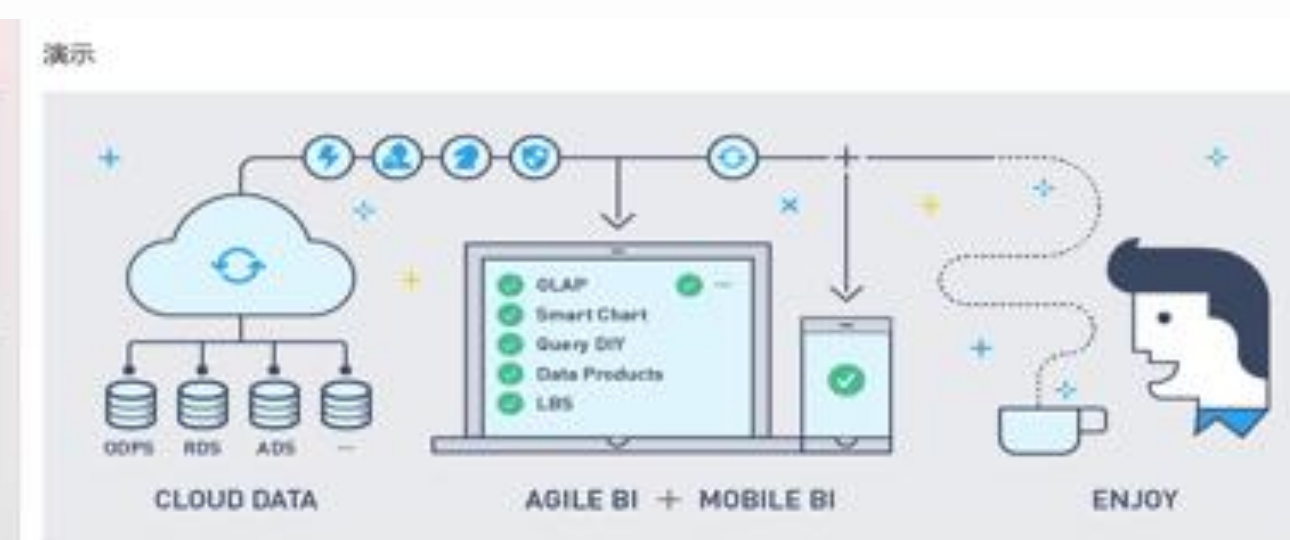 演示
OLAP
Smart Chart
Query DIY
Data Products
LBS
ODPS RDS ADS ...
CLOUD DATA
AGILE BI + MOBILE BI
ENJOY